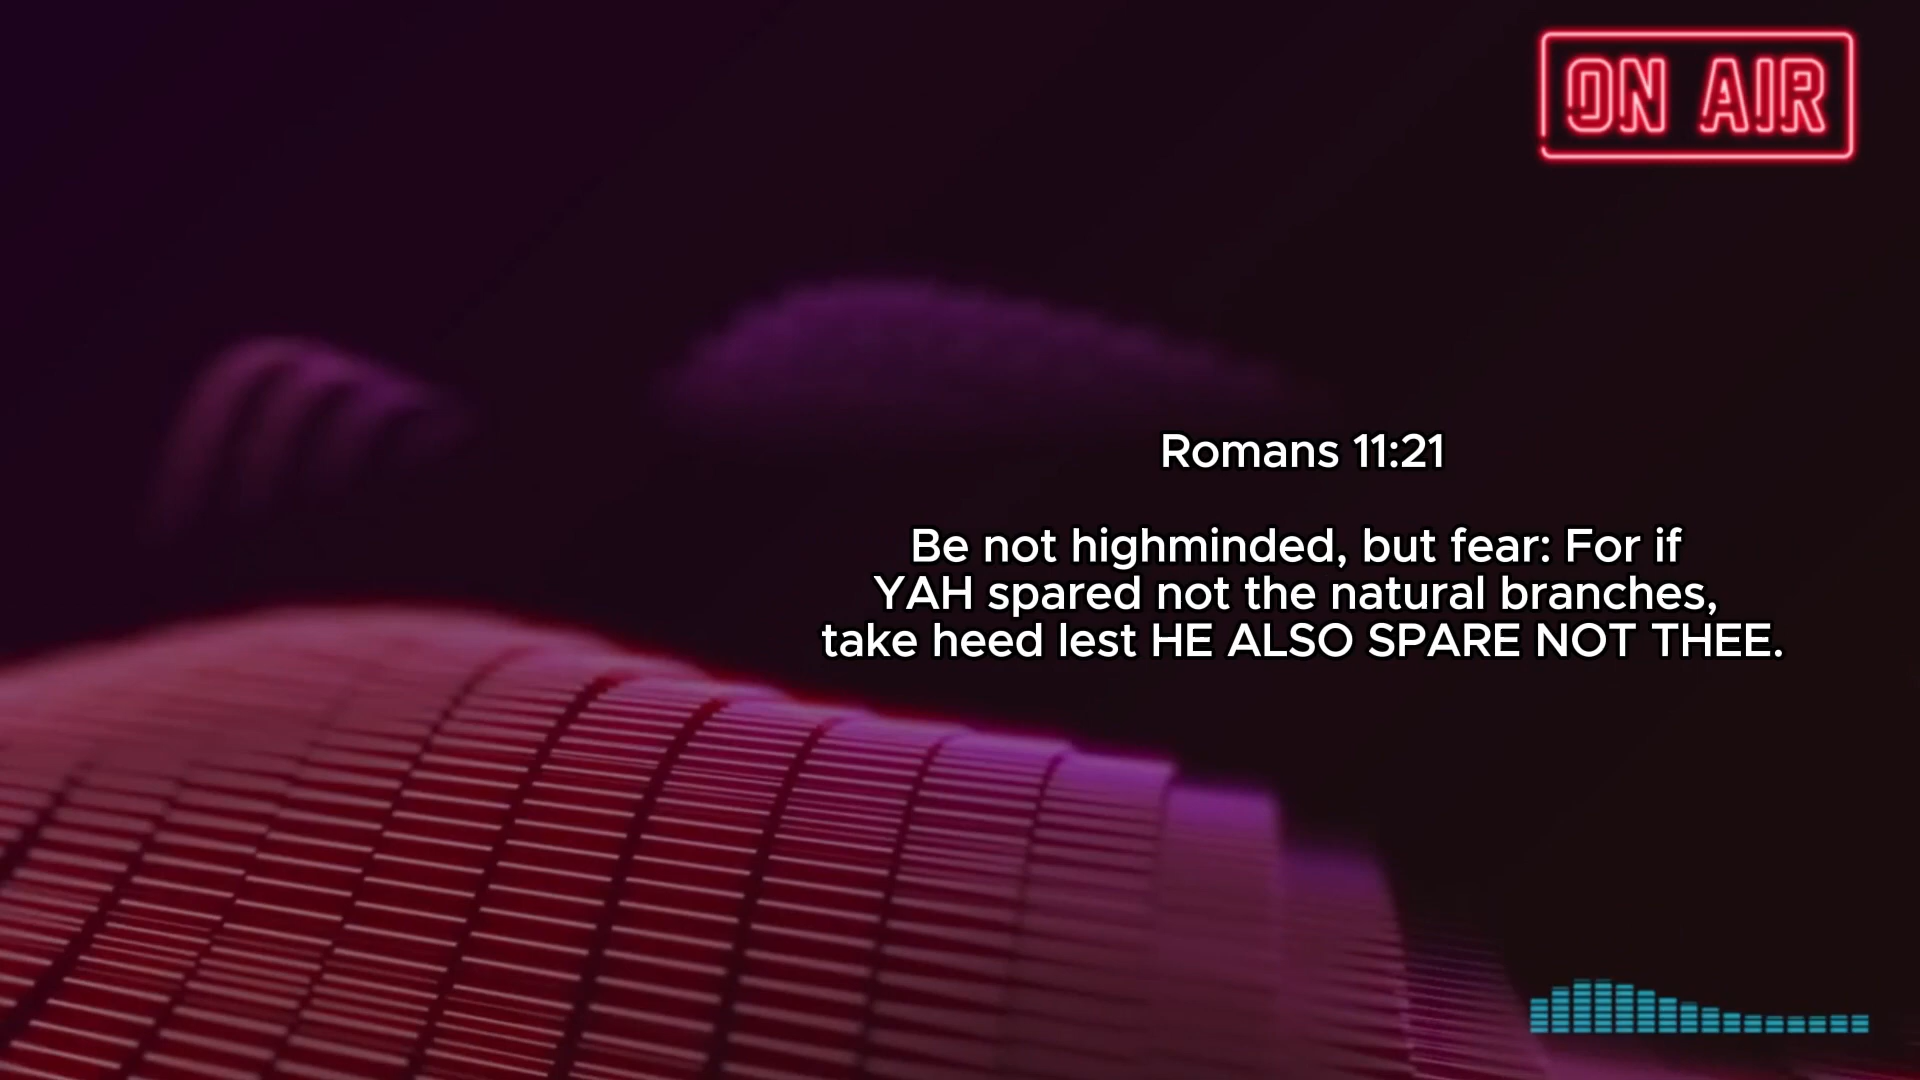 ON AIR
Romans 11:21
Be not highminded, but fear: For if
YAH spared not the natural branches,
take heed lest HE ALSO SPARE NOT THEE.